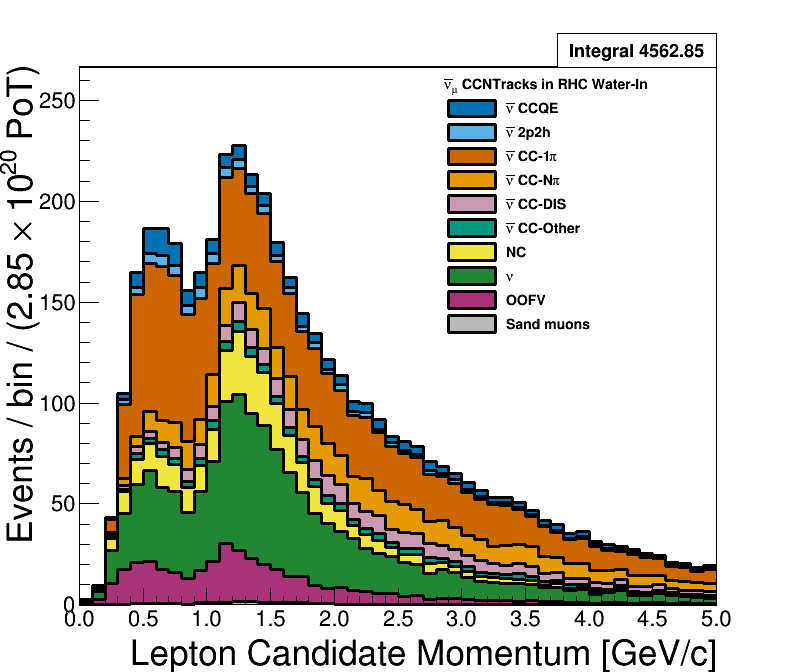 Integral 4562.85
ν̅μ CCNTracks in RHC Water-In
ν̅ CCQE
ν̅ 2p2h
ν̅ CC-1π
ν̅ CC-Nπ
ν̅ CC-DIS
ν̅ CC-Other
NC
ν
OOFV
Sand muons
Events / bin / (2.85 × 10²⁰ PoT)
250
200
150
100
50
0
0.0 0.5 1.0 1.5 2.0 2.5 3.0 3.5 4.0 4.5 5.0
Lepton Candidate Momentum [GeV/c]